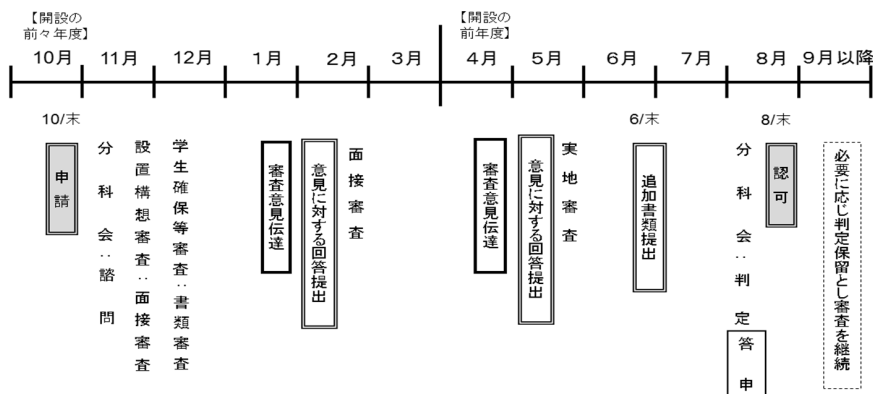 【開設の
前々年度】
【開設の
前年度】
10月 11月 12月 1月 2月 3月 4月 5月 6月 7月 8月 9月以降
10/末
6/末
8/末
申請
分科会：諮問
設置構想審査：面接審査
学生確保等審査：書類審査
審査意見伝達
意見に対する回答提出
面接審査
審査意見伝達
意見に対する回答提出
実地審査
追加書類提出
分科会：判定
答申
認可
必要に応じ判定保留とし審査を継続